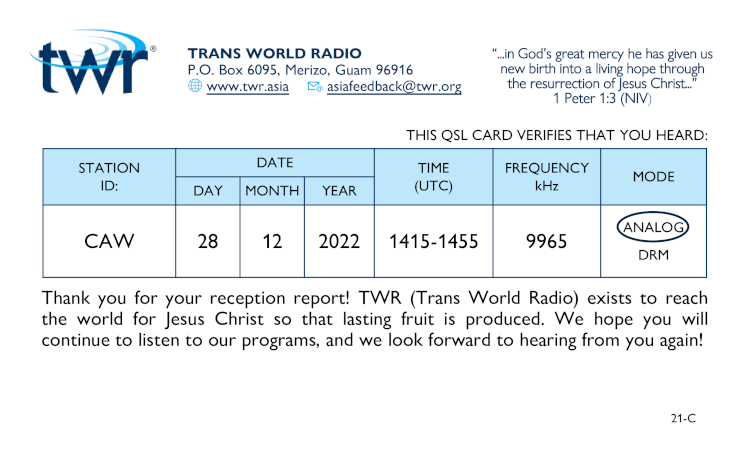 twr®
TRANS WORLD RADIO
P.O. Box 6095, Merizo, Guam 96916
www.twr.asia asiafeedback@twr.org
“...in God's great mercy he has given us
new birth into a living hope through
the resurrection of Jesus Christ...”
1 Peter 1:3 (NIV)
THIS QSL CARD VERIFIES THAT YOU HEARD:
STATION
ID:
DATE
DAY MONTH YEAR
TIME
(UTC)
FREQUENCY
kHz
MODE
CAW 28 12 2022 1415-1455 9965
ANALOG
DRM
Thank you for your reception report! TWR (Trans World Radio) exists to reach
the world for Jesus Christ so that lasting fruit is produced. We hope you will
continue to listen to our programs, and we look forward to hearing from you again!
21-C